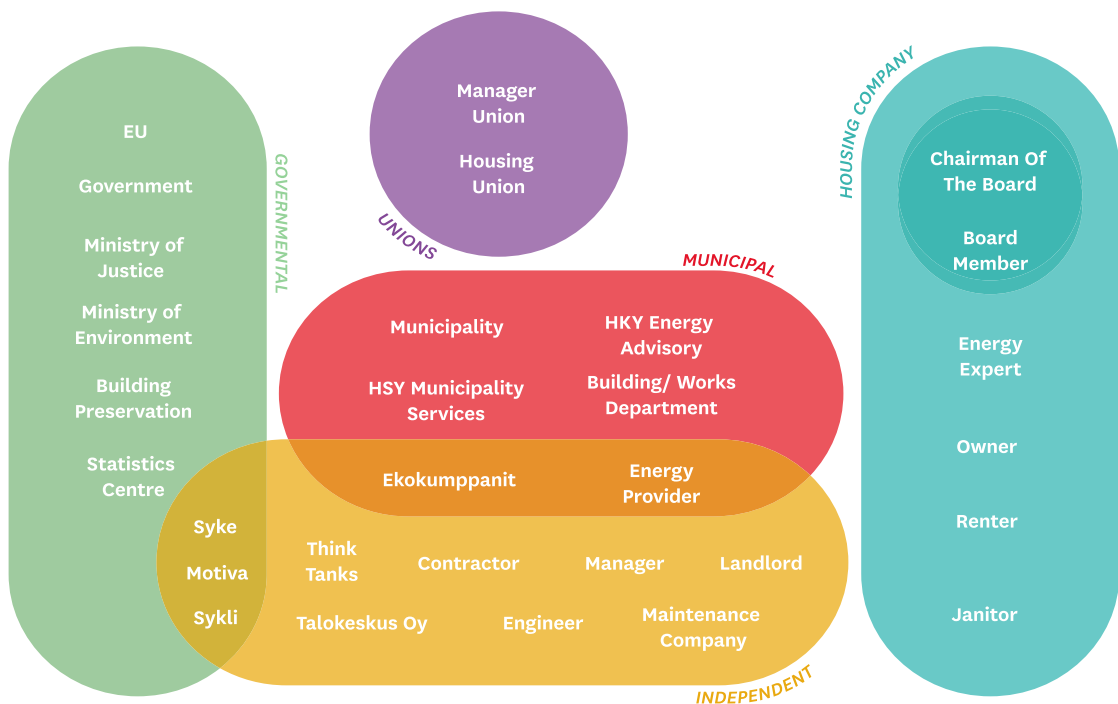 EU
Government
Ministry of
Justice
Ministry of
Environment
Building
Preservation
Statistics
Centre
Syke
Motiva
Sykli
GOVERNMENTAL
Manager
Union
Housing
Union
UNIONS
MUNICIPAL
Municipality
HKY Energy
Advisory
HSY Municipality
Services
Building/ Works
Department
Ekokumppanit
Energy
Provider
Think
Tanks
Contractor
Manager
Landlord
Talokeskus Oy
Engineer
Maintenance
Company
INDEPENDENT
HOUSING COMPANY
Chairman Of
The Board
Board
Member
Energy
Expert
Owner
Renter
Janitor